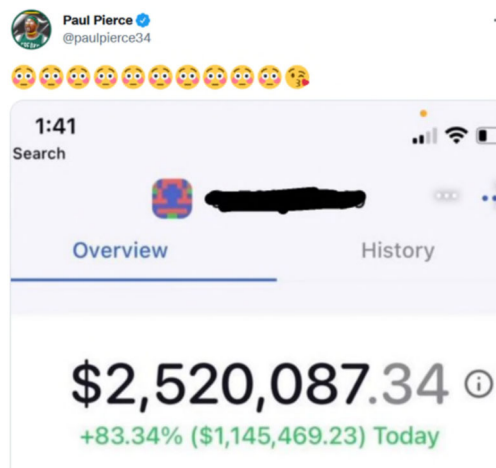 Paul Pierce
@paulpierce34
😳😳😳😳😳😳😳😳😳😳😘
1:41
Search
Overview
History
$2,520,087.34
+83.34% ($1,145,469.23) Today